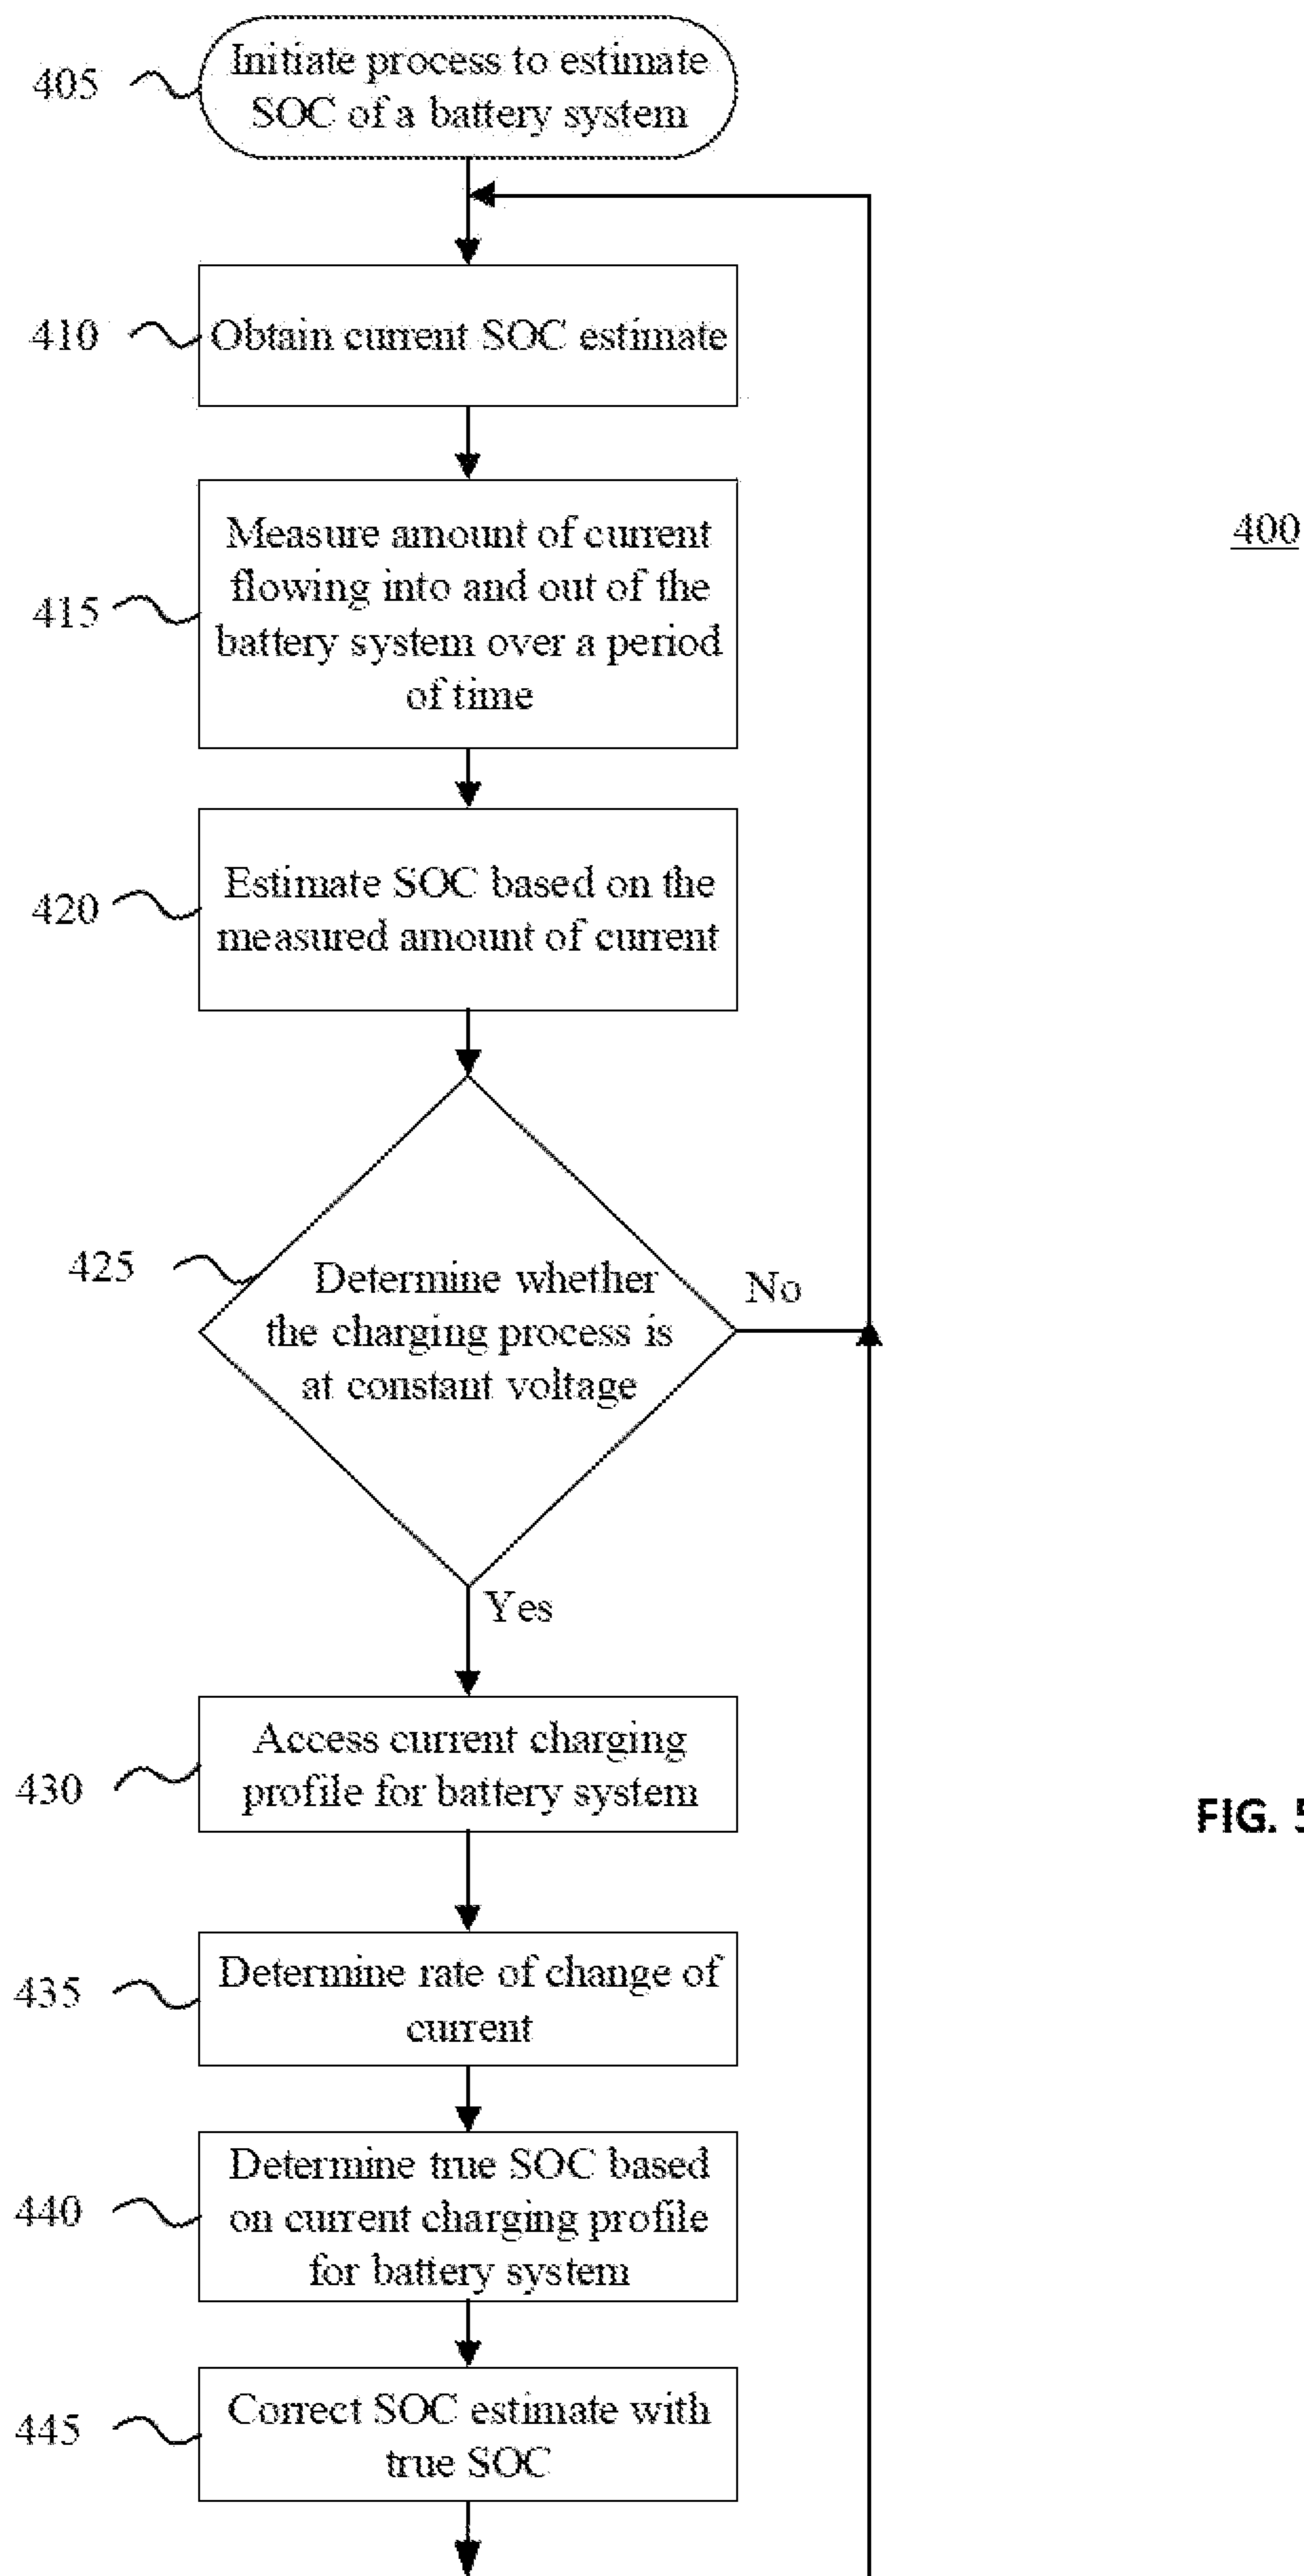 405
Initiate process to estimate
SOC of a battery system
410
Obtain current SOC estimate
415
Measure amount of current
flowing into and out of the
battery system over a period
of time
400
420
Estimate SOC based on the
measured amount of current
425
Determine whether
the charging process is
at constant voltage
No
Yes
430
Access current charging
profile for battery system
FIG. 5
435
Determine rate of change of
current
440
Determine true SOC based
on current charging profile
for battery system
445
Correct SOC estimate with
true SOC